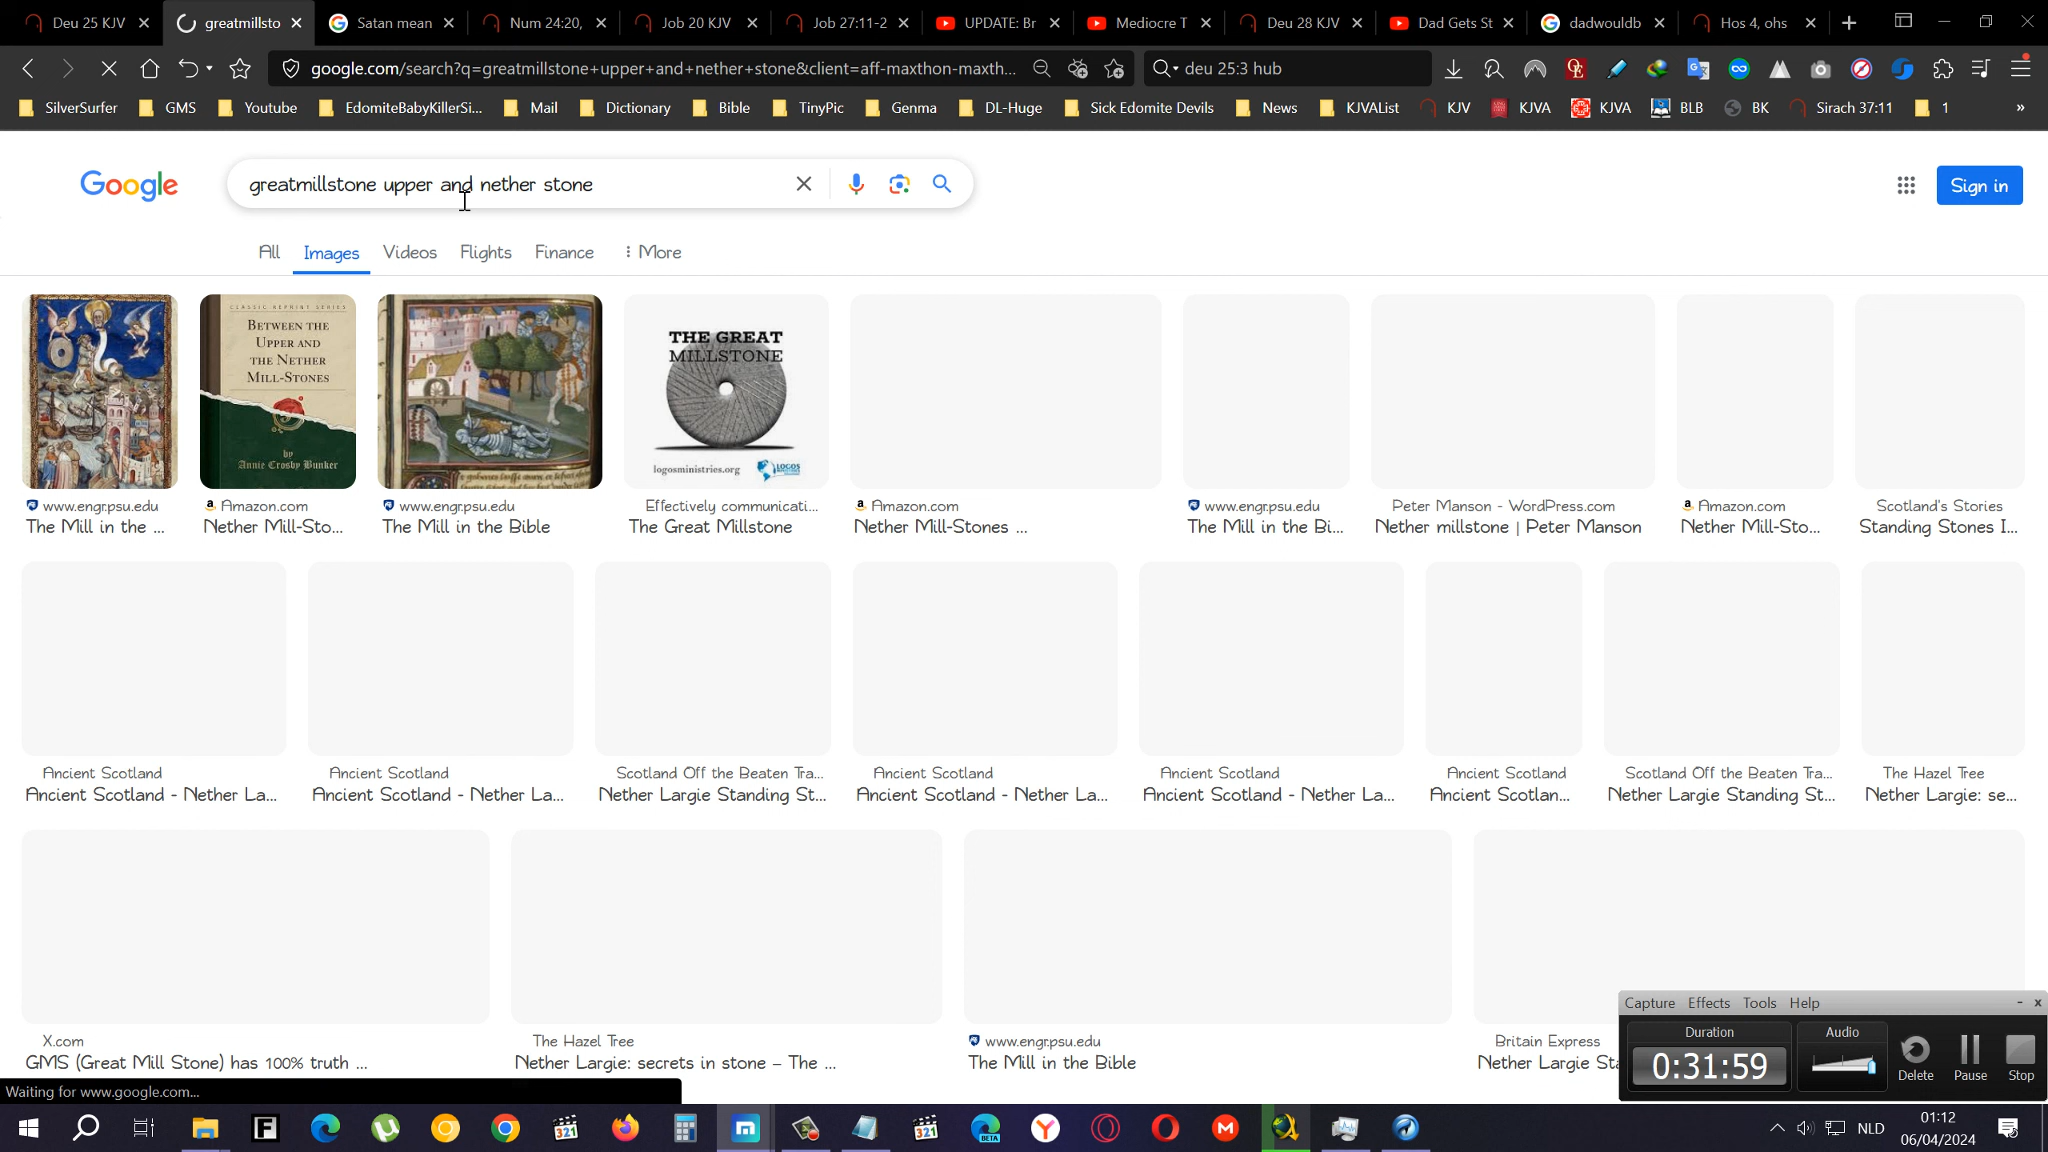 Deu 25 KJV
greatmillsto
Satan mean
Num 24:20,
Job 20 KJV
Job 27:11-2
UPDATE: Br
Mediocre T
Deu 28 KJV
Dad Gets St
dadwouldb
Hos 4, ohs
google.com/search?q=greatmillstone+upper+and+nether+stone&client=aff-maxthon-maxth...
deu 25:3 hub
SilverSurfer
GMS
Youtube
EdomiteBabyKillerSi...
Mail
Dictionary
Bible
TinyPic
Genma
DL-Huge
Sick Edomite Devils
News
KJVAList
KJV
KJVA
KJVA
BLB
BK
Sirach 37:11
1
»
Google
greatmillstone upper and nether stone
Sign in
All
Images
Videos
Flights
Finance
More
CLASSIC REPRINT SERIES
BETWEEN THE
UPPER AND
THE NETHER
MILL-STONES
by
Annie Crosby Bunker
THE GREAT
MILLSTONE
logosministries.org
LOGOS
www.engr.psu.edu
The Mill in the ...
Amazon.com
Nether Mill-Sto...
www.engr.psu.edu
The Mill in the Bible
Effectively communicati...
The Great Millstone
Amazon.com
Nether Mill-Stones ...
www.engr.psu.edu
The Mill in the Bi...
Peter Manson - WordPress.com
Nether millstone | Peter Manson
Amazon.com
Nether Mill-Sto...
Scotland's Stories
Standing Stones I...
Ancient Scotland
Ancient Scotland - Nether La...
Ancient Scotland
Ancient Scotland - Nether La...
Scotland Off the Beaten Tra...
Nether Largie Standing St...
Ancient Scotland
Ancient Scotland - Nether La...
Ancient Scotland
Ancient Scotland - Nether La...
Ancient Scotland
Ancient Scotlan...
Scotland Off the Beaten Tra...
Nether Largie Standing St...
The Hazel Tree
Nether Largie: se...
X.com
GMS (Great Mill Stone) has 100% truth ...
The Hazel Tree
Nether Largie: secrets in stone – The ...
www.engr.psu.edu
The Mill in the Bible
Britain Express
Nether Largie Sta
Capture Effects Tools Help
Duration
0:31:59
Audio
Delete
Pause
Stop
Waiting for www.google.com...
321
321
BETA
NLD
01:12
06/04/2024